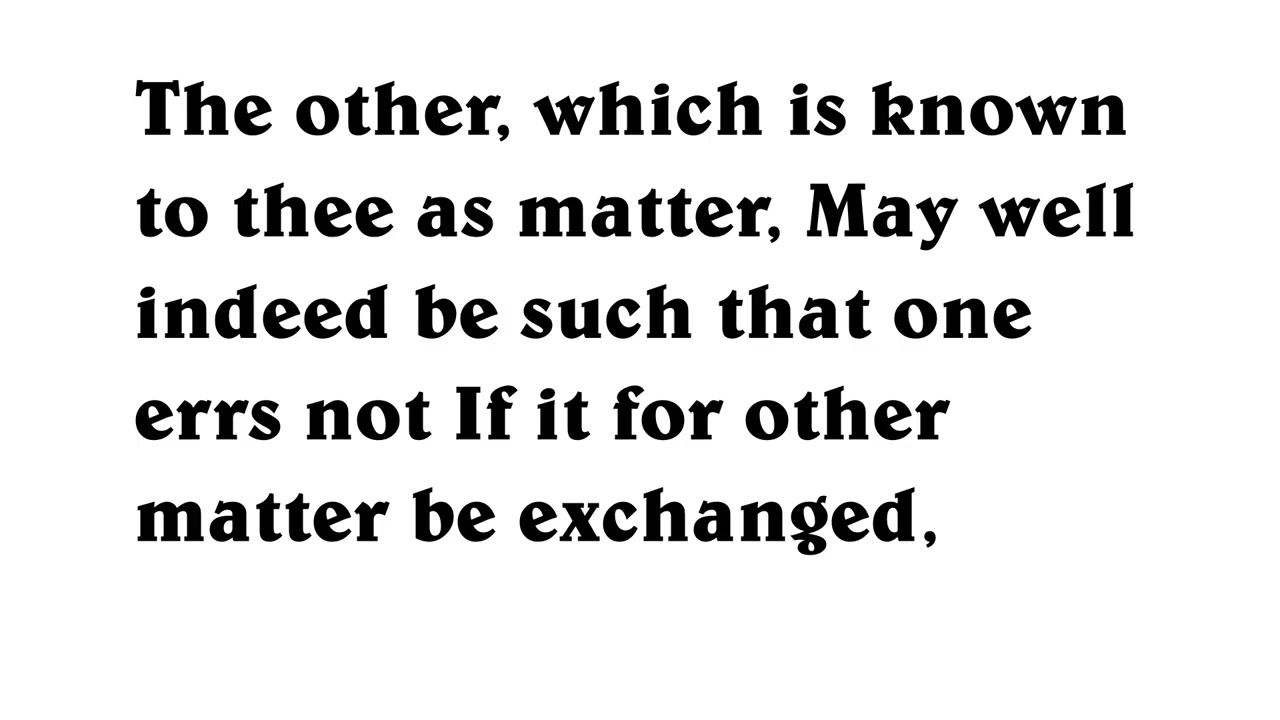 The other, which is known
to thee as matter, May well
indeed be such that one
errs not If it for other
matter be exchanged,